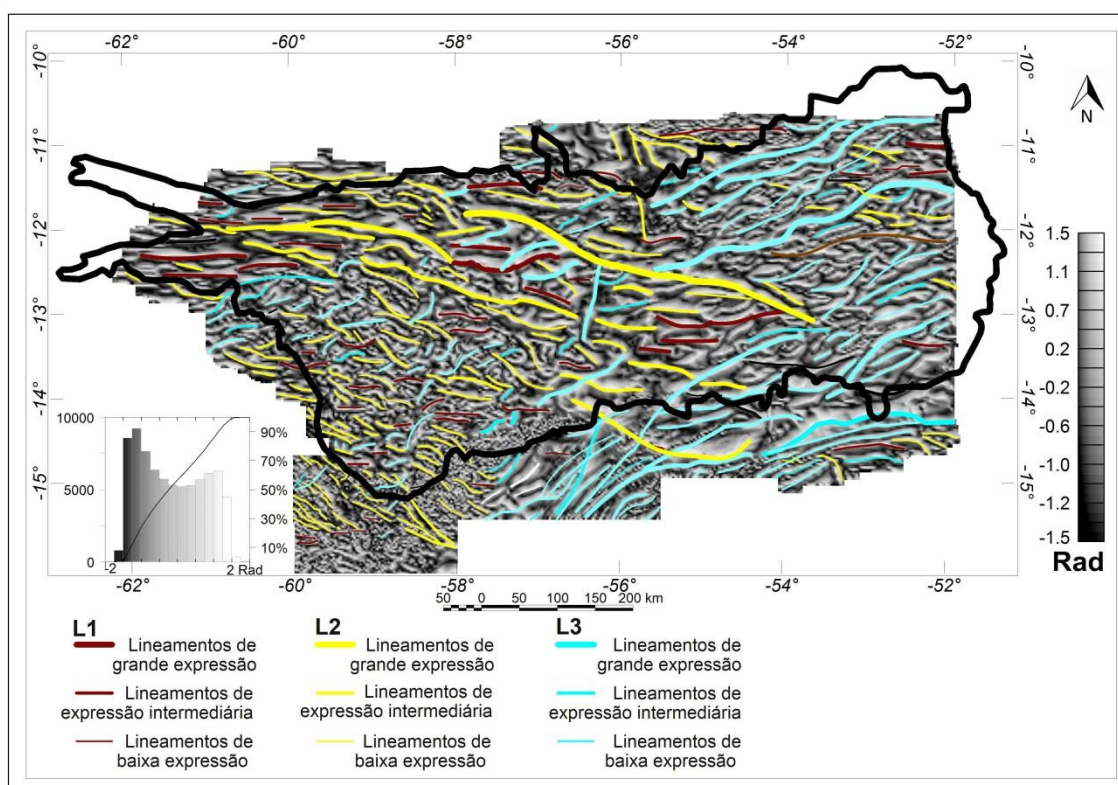 -62° -60° -58° -56° -54° -52°
-10° -10°
-11° -11°
-12° -12°
-13° -13°
-14° -14°
-15° -15°
N
1.5
1.1
0.7
0.2
-0.2
-0.6
-1.0
-1.5
Rad
10000
5000
0
90%
70%
50%
30%
10%
-2 2 Rad
-62° -60° -58° -56° -54° -52°
50 0 50 100 150 200 km
L1 L2 L3
Lineamentos de Lineamentos de Lineamentos de
grande expressão grande expressão grande expressão
Lineamentos de Lineamentos de Lineamentos de
expressão intermediária expressão intermediária expressão intermediária
Lineamentos de Lineamentos de Lineamentos de
baixa expressão baixa expressão baixa expressão